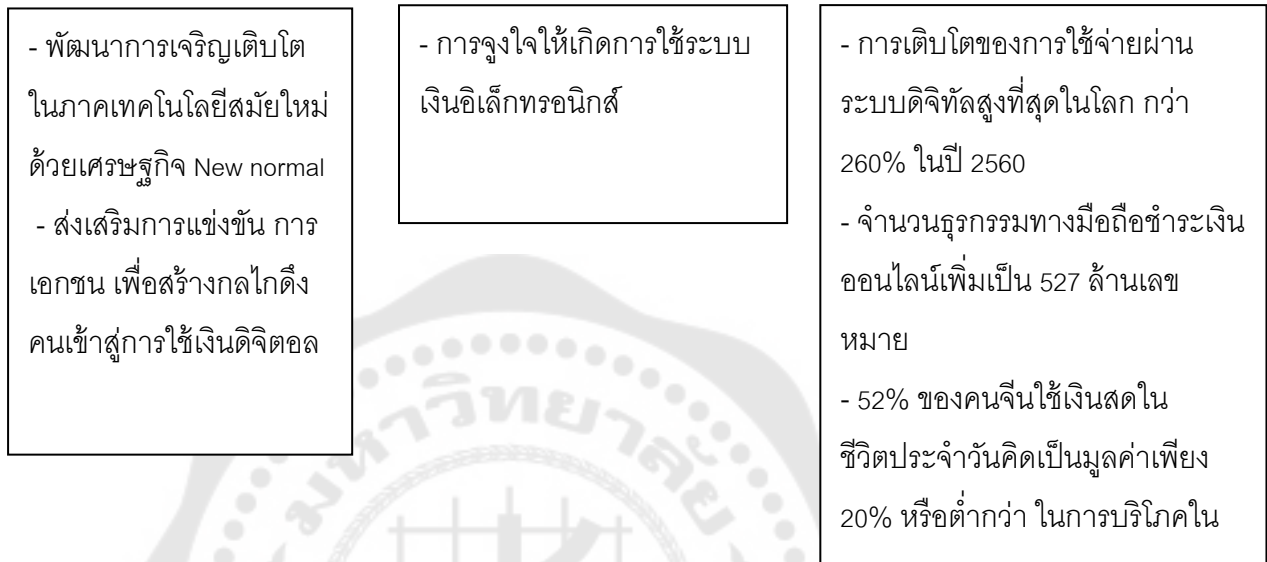 - พัฒนาการเจริญเติบโต
ในภาคเทคโนโลยีสมัยใหม่
ด้วยเศรษฐกิจ New normal
- ส่งเสริมการแข่งขัน การ
เอกชน เพื่อสร้างกลไกดึง
คนเข้าสู่การใช้เงินดิจิตอล
- การจูงใจให้เกิดการใช้ระบบ
เงินอิเล็กทรอนิกส์
- การเติบโตของการใช้จ่ายผ่าน
ระบบดิจิทัลสูงที่สุดในโลก กว่า
260% ในปี 2560
- จำนวนธุรกรรมทางมือถือชำระเงิน
ออนไลน์เพิ่มเป็น 527 ล้านเลข
หมาย
- 52% ของคนจีนใช้เงินสดใน
ชีวิตประจำวันคิดเป็นมูลค่าเพียง
20% หรือต่ำกว่า ในการบริโภคใน
มหาวิทยาลัย